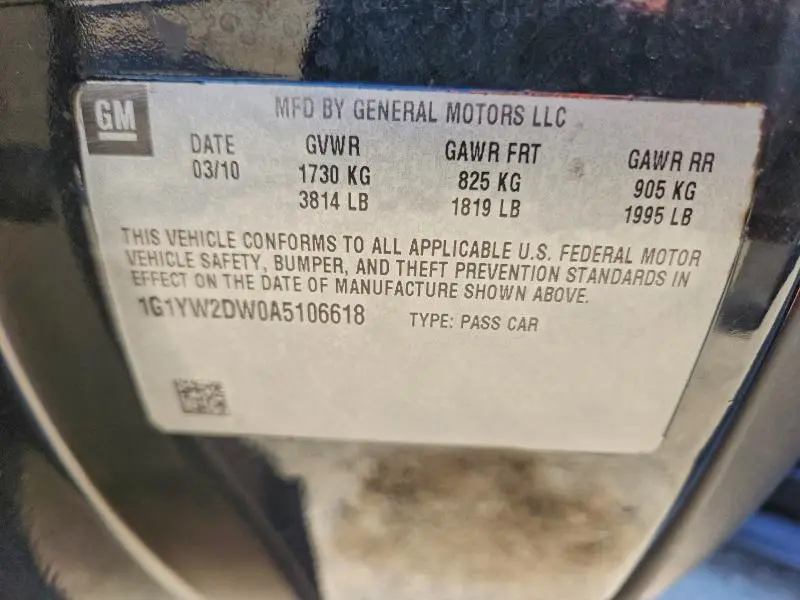 GM
MFD BY GENERAL MOTORS LLC
DATE GVWR GAWR FRT GAWR RR
03/10 1730 KG 825 KG 905 KG
3814 LB 1819 LB 1995 LB
THIS VEHICLE CONFORMS TO ALL APPLICABLE U.S. FEDERAL MOTOR
VEHICLE SAFETY, BUMPER, AND THEFT PREVENTION STANDARDS IN
EFFECT ON THE DATE OF MANUFACTURE SHOWN ABOVE.
1G1YW2DW0A5106618 TYPE: PASS CAR